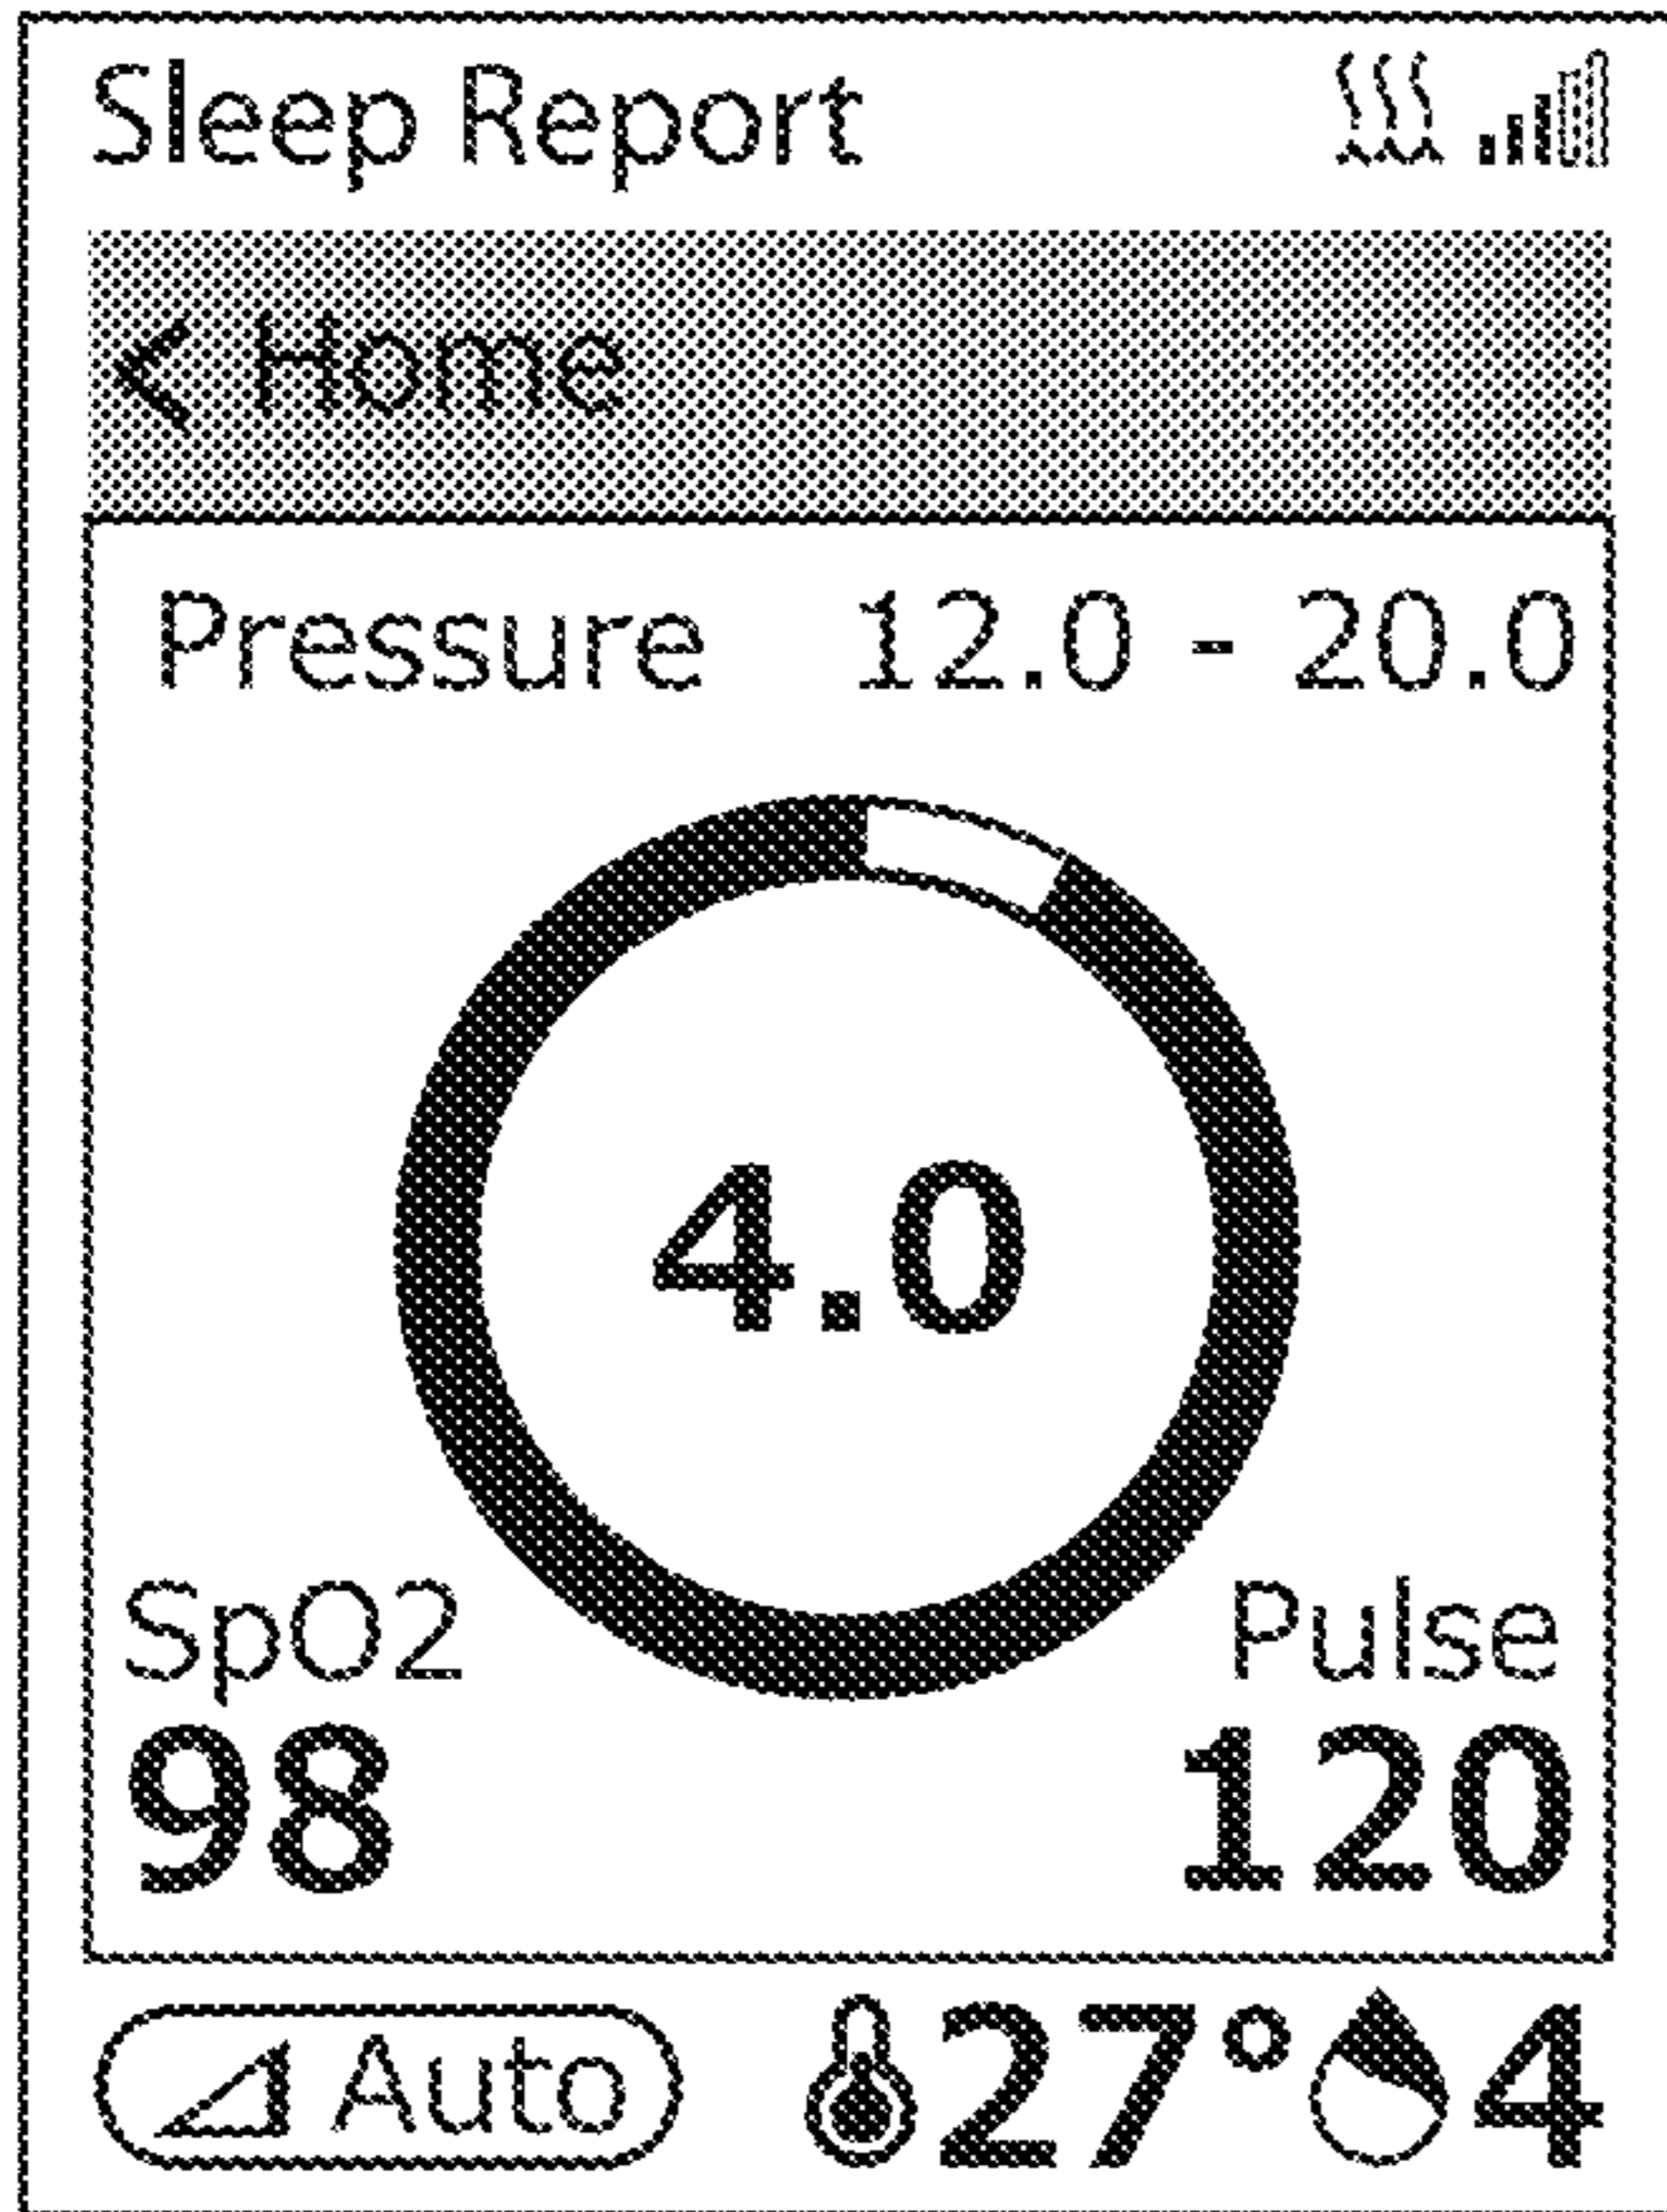 Sleep Report
< Home
Pressure 12.0 - 20.0
4.0
SpO2 Pulse
98 120
Auto 27° 4